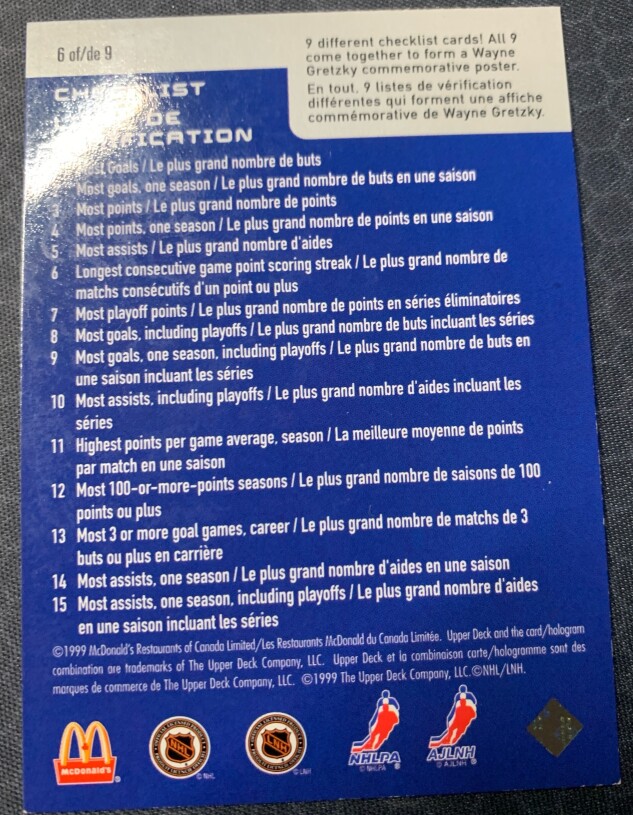 6 of/de 9
9 different checklist cards! All 9
come together to form a Wayne
Gretzky commemorative poster.
En tout, 9 listes de vérification
différentes qui forment une affiche
commémorative de Wayne Gretzky.
DE
Goals / Le plus grand nombre de buts
Most goals, one season / Le plus grand nombre de buts en une saison
3 Most points / Le plus grand nombre de points
4 Most points, one season / Le plus grand nombre de points en une saison
5 Most assists / Le plus grand nombre d'aides
6 Longest consecutive game point scoring streak / Le plus grand nombre de
matchs consécutifs d'un point ou plus
7 Most playoff points / Le plus grand nombre de points en séries éliminatoires
8 Most goals, including playoffs / Le plus grand nombre de buts incluant les séries
9 Most goals, one season, including playoffs / Le plus grand nombre de buts en
une saison incluant les séries
10 Most assists, including playoffs / Le plus grand nombre d'aides incluant les
séries
11 Highest points per game average, season / La meilleure moyenne de points
par match en une saison
12 Most 100-or-more-points seasons / Le plus grand nombre de saisons de 100
points ou plus
13 Most 3 or more goal games, career / Le plus grand nombre de matchs de 3
buts ou plus en carrière
14 Most assists, one season / Le plus grand nombre d'aides en une saison
15 Most assists, one season, including playoffs / Le plus grand nombre d'aides
en une saison incluant les séries
©1999 McDonald's Restaurants of Canada Limited/Les Restaurants McDonald du Canada Limitée. Upper Deck and the card/hologram
combination are trademarks of The Upper Deck Company, LLC. Upper Deck et la combinaison carte/hologramme sont des
marques de commerce de The Upper Deck Company, LLC. ©1999 The Upper Deck Company, LLC.©NHL/LNH.
McDonald's ®
NHL
© NHL
LNH
© LNH
NHLPA ®
© NHLPA
AJLNH
© AJLNH